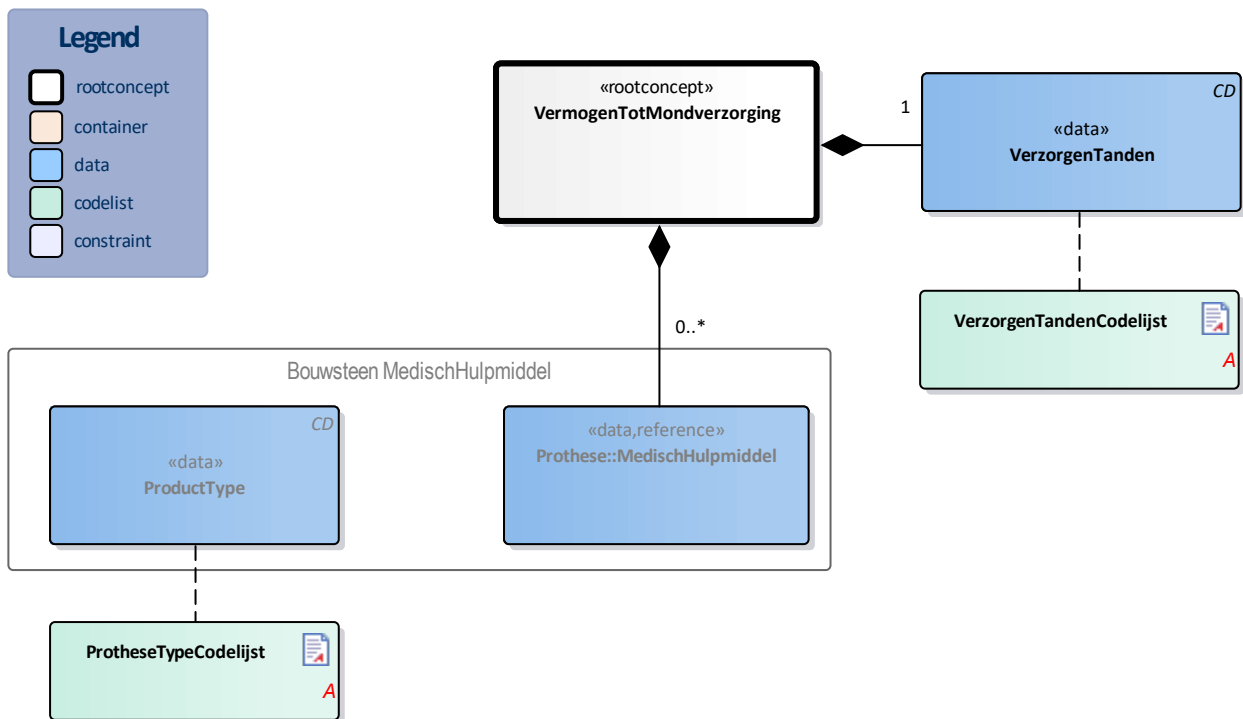 Legend
rootconcept
container
data
codelist
constraint
«rootconcept»
VermogenTotMondverzorging
1
CD
«data»
VerzorgenTanden
VerzorgenTandenCodelijst
A
0..*
Bouwsteen MedischHulpmiddel
CD
«data»
ProductType
«data,reference»
Prothese::MedischHulpmiddel
ProtheseTypeCodelijst
A